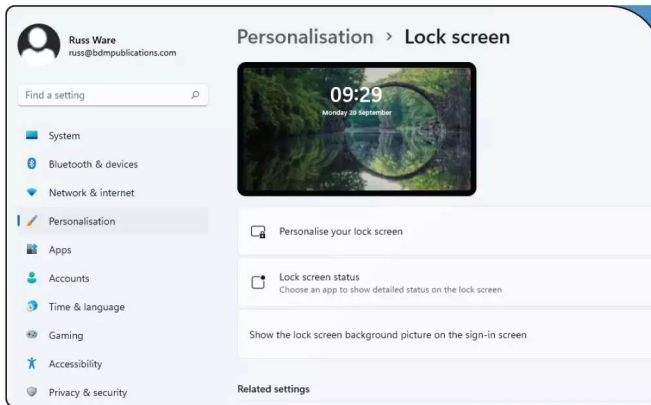 Russ Ware
russ@bdmpublications.com
Find a setting
System
Bluetooth & devices
Network & internet
Personalisation
Apps
Accounts
Time & language
Gaming
Accessibility
Privacy & security
Personalisation > Lock screen
09:29
Monday 20 September
Personalise your lock screen
Lock screen status
Choose an app to show detailed status on the lock screen
Show the lock screen background picture on the sign-in screen
Related settings